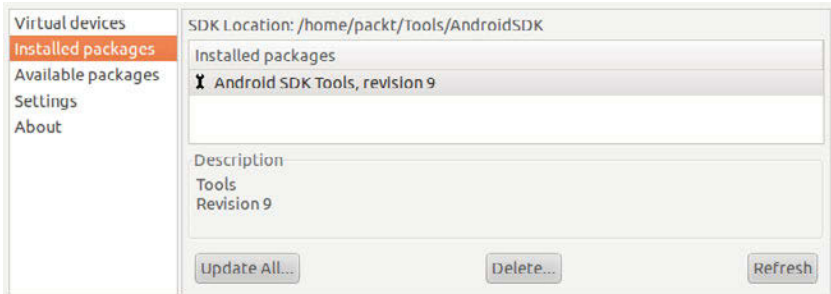 Virtual devices
Installed packages
Available packages
Settings
About
SDK Location: /home/packt/Tools/AndroidSDK
Installed packages
Android SDK Tools, revision 9
Description
Tools
Revision 9
Update All...
Delete...
Refresh